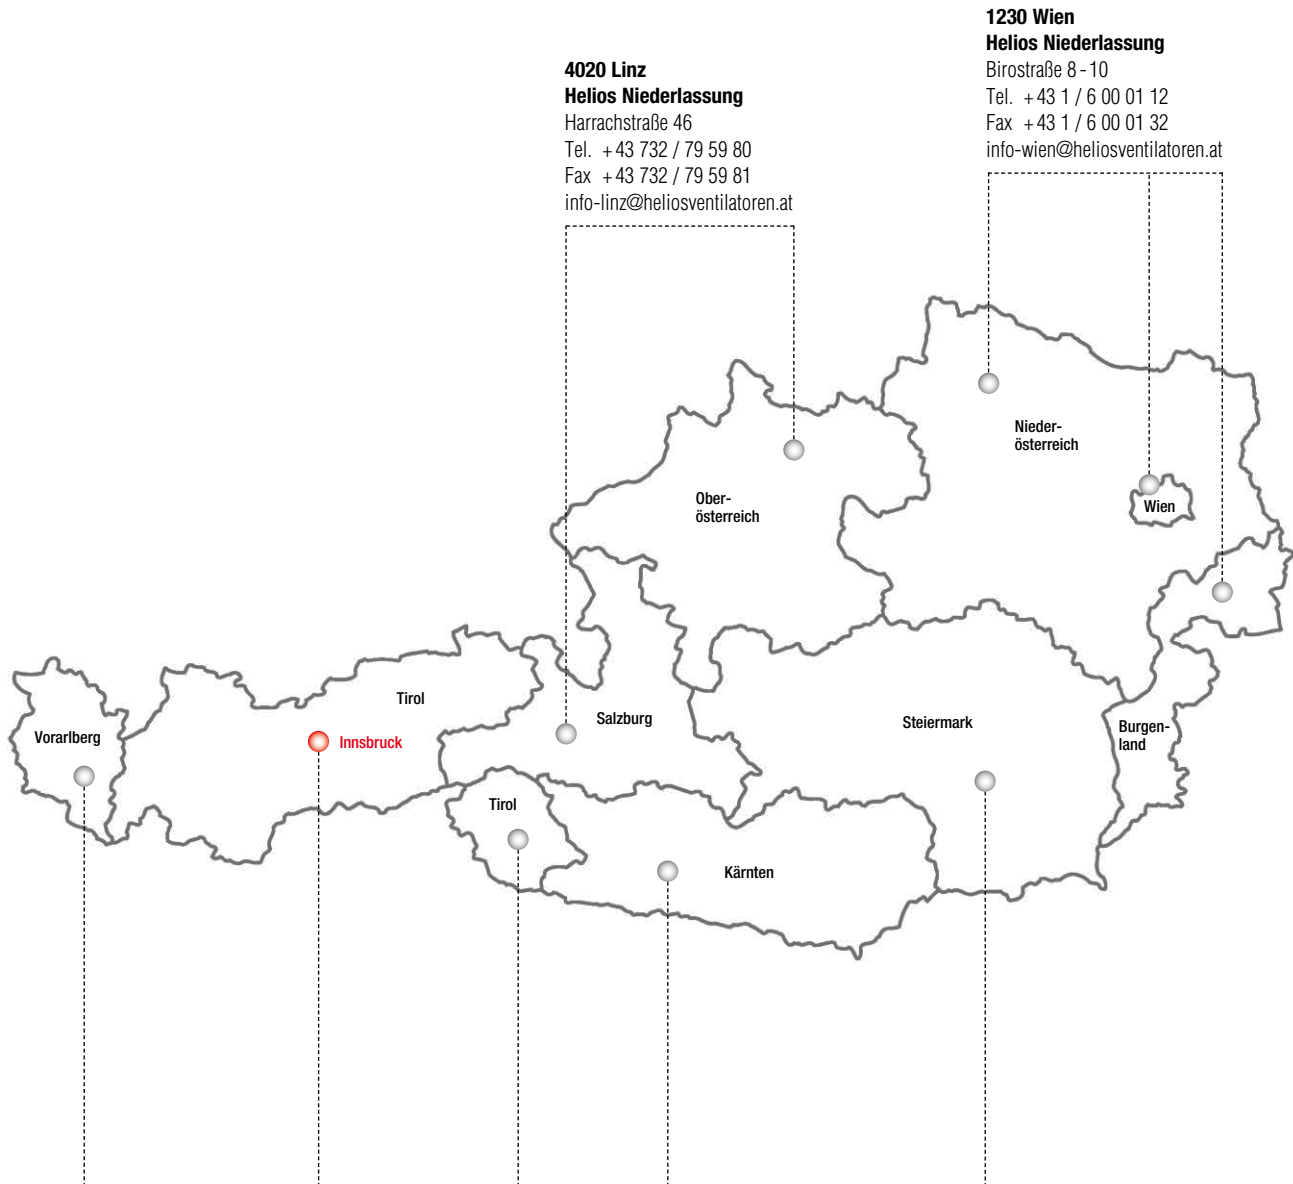 1230 Wien
Helios Niederlassung
Birostraße 8 - 10
Tel. + 43 1 / 6 00 01 12
Fax + 43 1 / 6 00 01 32
info-wien@heliosventilatoren.at
4020 Linz
Helios Niederlassung
Harrachstraße 46
Tel. + 43 732 / 79 59 80
Fax + 43 732 / 79 59 81
info-linz@heliosventilatoren.at
Nieder-
österreich
Ober-
österreich
Wien
Tirol
Salzburg
Steiermark
Burgen-
land
Vorarlberg
Innsbruck
Tirol
Kärnten